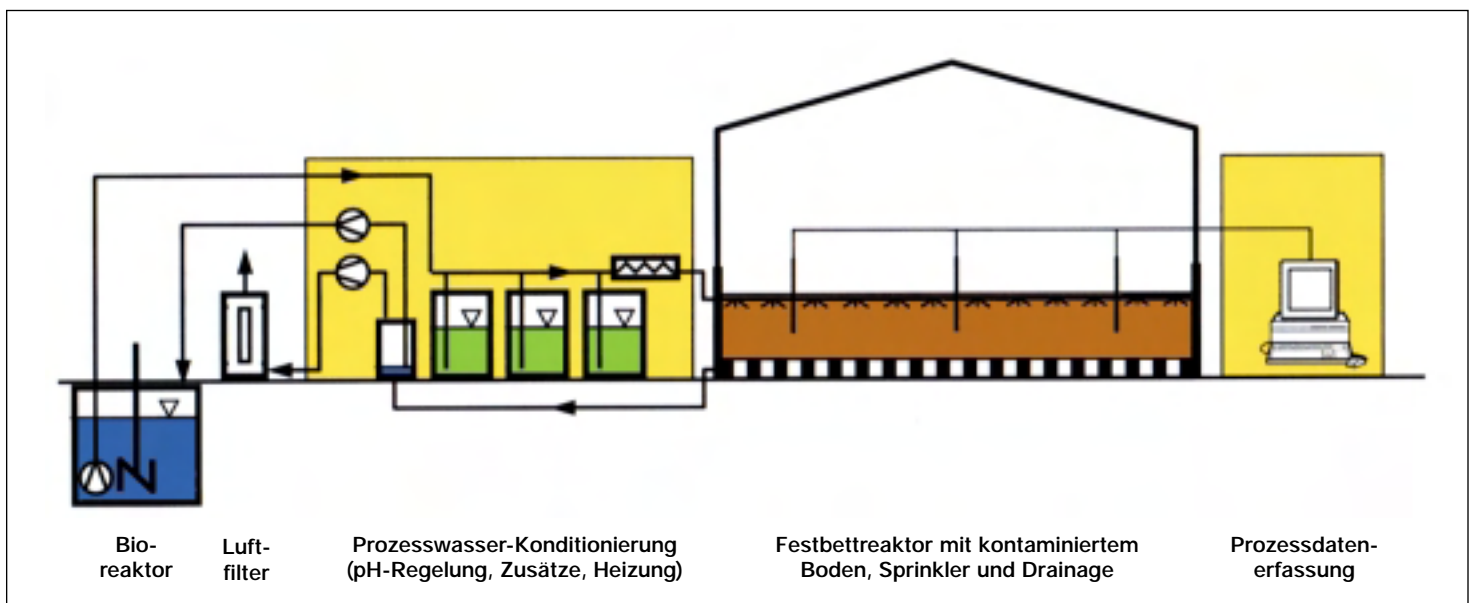 Bio-
reaktor
Luft-
filter
Prozesswasser-Konditionierung
(pH-Regelung, Zusätze, Heizung)
Festbettreaktor mit kontaminiertem
Boden, Sprinkler und Drainage
Prozessdaten-
erfassung